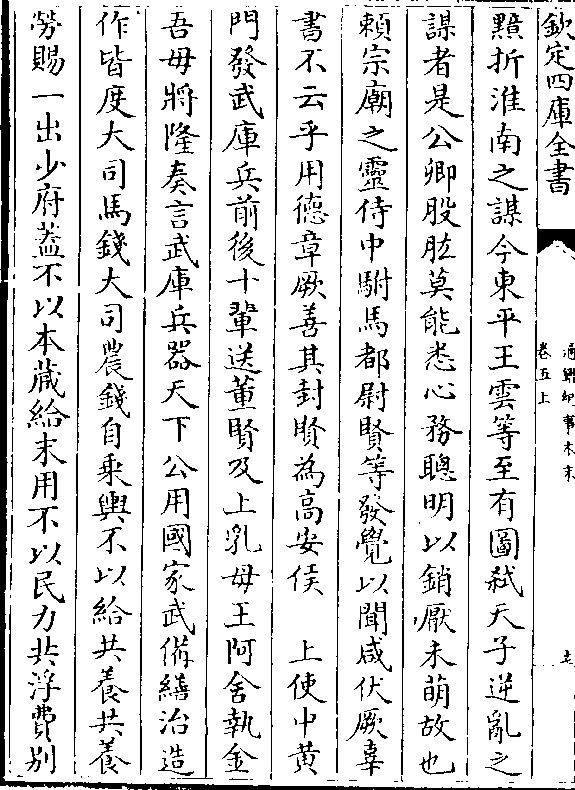 欽定四庫全書
通鑑紀事本末
卷五上
黯折淮南之謀今東平王雲等至有圖弑天子逆亂之
謀者是公卿股肱莫能悉心務聰明以銷厭未萌故也
賴宗廟之靈侍中駙馬都尉賢等發覺以聞咸伏厥辜
書不云乎用德章厥善其封賢為高安侯　上使中黄
門發武庫兵前後十輩送董賢及上乳母王阿舍執金
吾毋將隆奏言武庫兵器天下公用國家武備繕治造
作皆度大司馬錢大司農錢自乘輿不以給共養共養
勞賜一出少府蓋不以本蔵給末用不以民力共浮費别